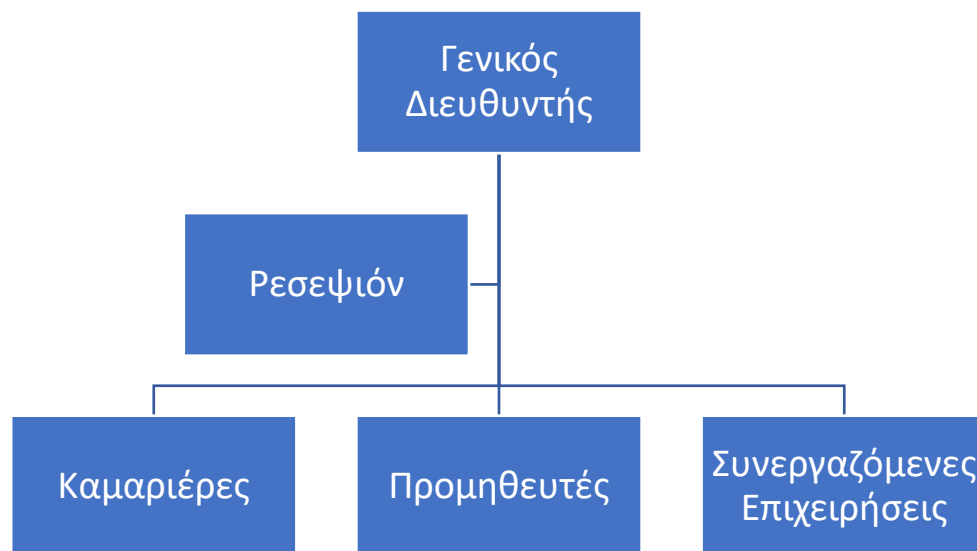 Γενικός
Διευθυντής
Ρεσεψιόν
Καμαριέρες
Προμηθευτές
Συνεργαζόμενες
Επιχειρήσεις